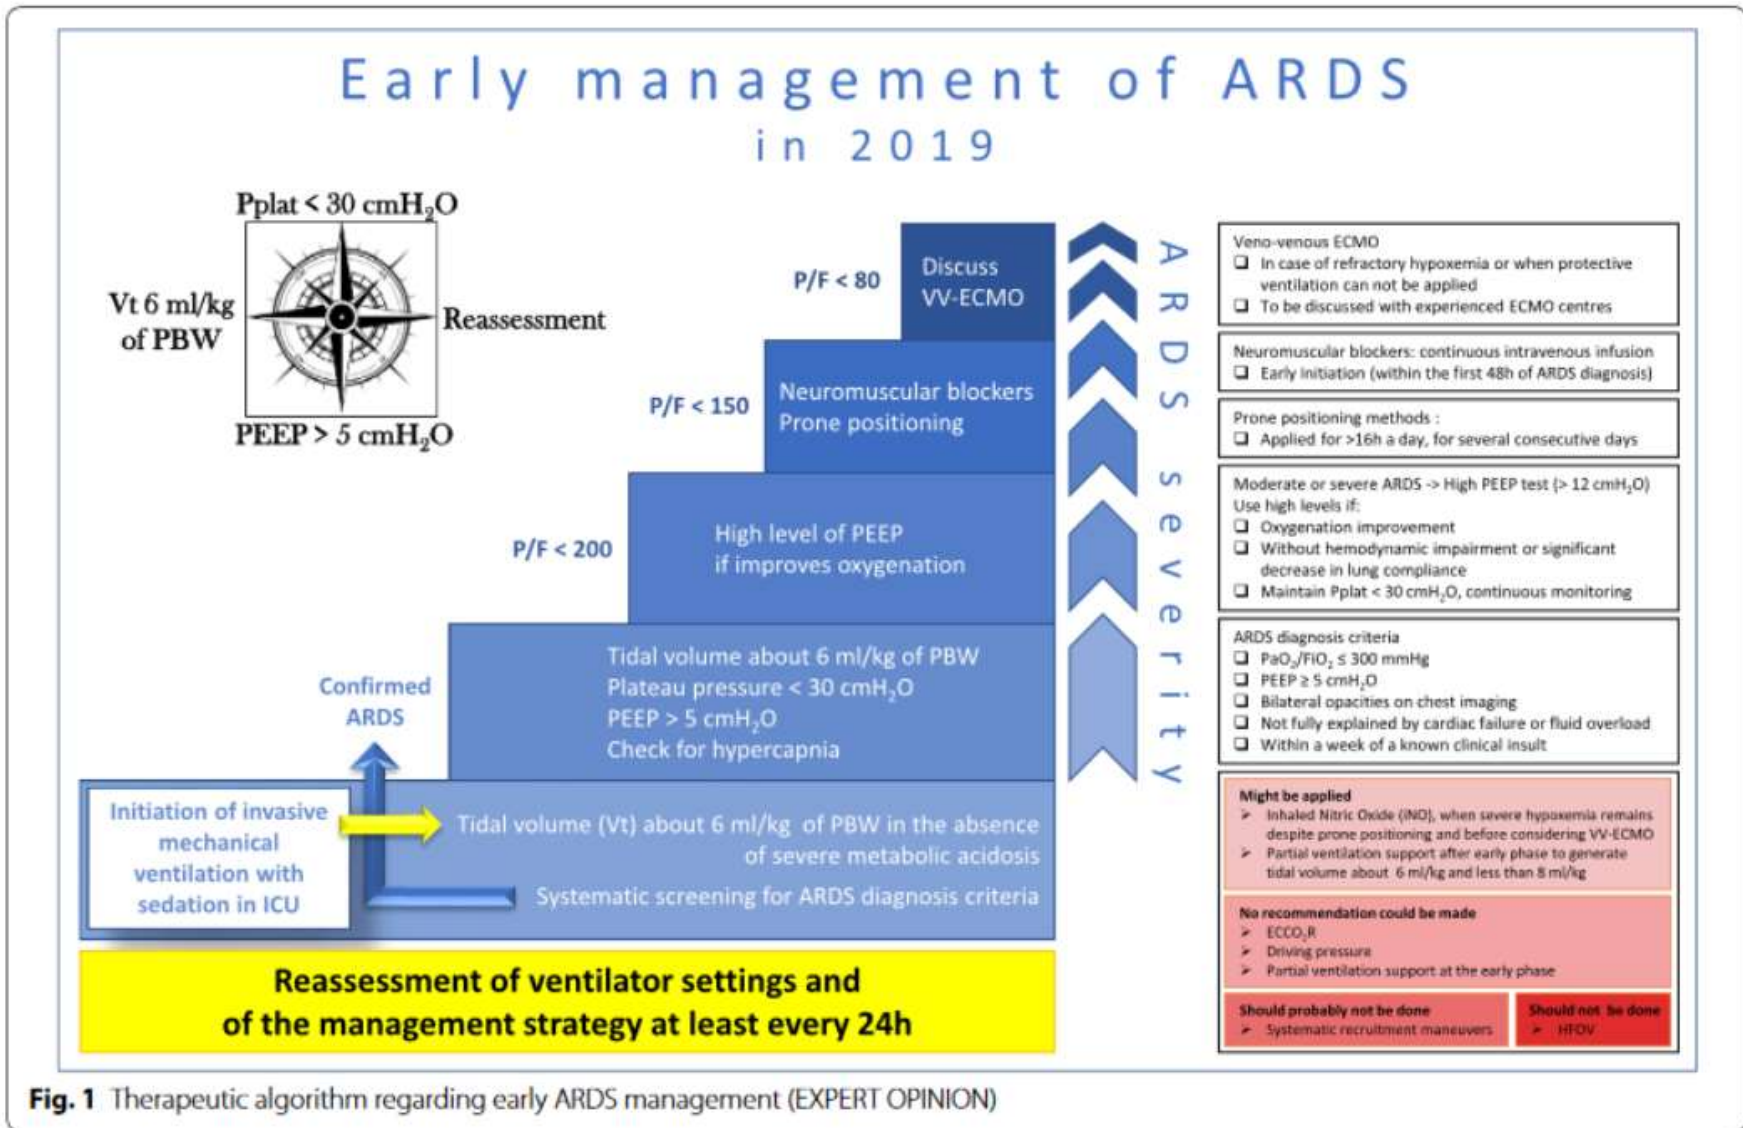 Early management of ARDS
in 2019
Pplat < 30 cmH₂O
Vt 6 ml/kg
of PBW
Reassessment
PEEP > 5 cmH₂O
P/F < 80
Discuss
VV-ECMO
P/F < 150
Neuromuscular blockers
Prone positioning
P/F < 200
High level of PEEP
if improves oxygenation
Confirmed
ARDS
Tidal volume about 6 ml/kg of PBW
Plateau pressure < 30 cmH₂O
PEEP > 5 cmH₂O
Check for hypercapnia
Initiation of invasive
mechanical
ventilation with
sedation in ICU
Tidal volume (Vt) about 6 ml/kg of PBW in the absence
of severe metabolic acidosis
Systematic screening for ARDS diagnosis criteria
Reassessment of ventilator settings and
of the management strategy at least every 24h
ARDS severity
Veno-venous ECMO
❑ In case of refractory hypoxemia or when protective
ventilation can not be applied
❑ To be discussed with experienced ECMO centres
Neuromuscular blockers: continuous intravenous infusion
❑ Early Initiation (within the first 48h of ARDS diagnosis)
Prone positioning methods :
❑ Applied for >16h a day, for several consecutive days
Moderate or severe ARDS -> High PEEP test (> 12 cmH₂O)
Use high levels if:
❑ Oxygenation improvement
❑ Without hemodynamic impairment or significant
decrease in lung compliance
❑ Maintain Pplat < 30 cmH₂O, continuous monitoring
ARDS diagnosis criteria
❑ PaO₂/FiO₂ ≤ 300 mmHg
❑ PEEP ≥ 5 cmH₂O
❑ Bilateral opacities on chest imaging
❑ Not fully explained by cardiac failure or fluid overload
❑ Within a week of a known clinical insult
Might be applied
➢ Inhaled Nitric Oxide (iNO), when severe hypoxemia remains
despite prone positioning and before considering VV-ECMO
➢ Partial ventilation support after early phase to generate
tidal volume about 6 ml/kg and less than 8 ml/kg
No recommendation could be made
➢ ECCO₂R
➢ Driving pressure
➢ Partial ventilation support at the early phase
Should probably not be done
➢ Systematic recruitment maneuvers
Should not be done
➢ HFOV
Fig. 1 Therapeutic algorithm regarding early ARDS management (EXPERT OPINION)